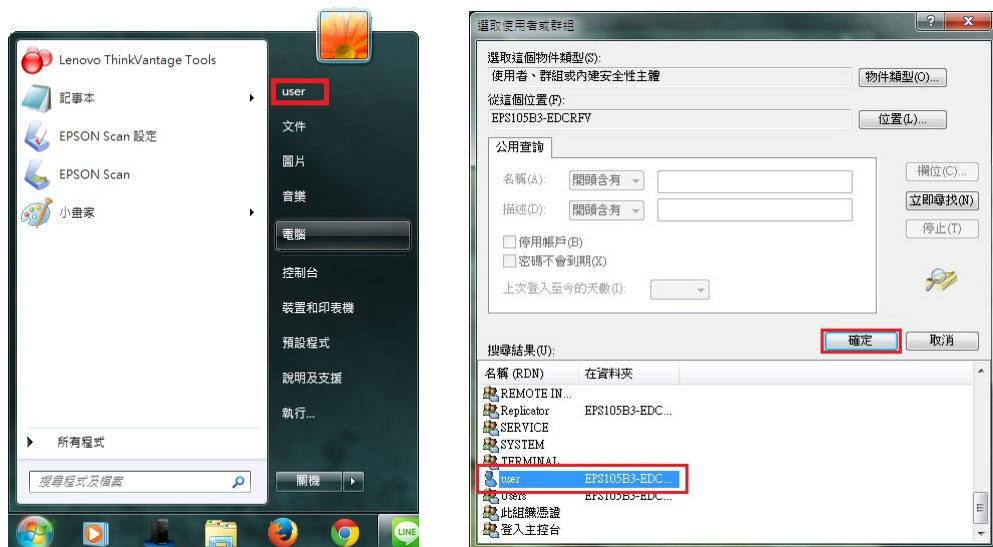 Lenovo ThinkVantage Tools
記事本
EPSON Scan 設定
EPSON Scan
小畫家
所有程式
搜尋程式及檔案
user
文件
圖片
音樂
電腦
控制台
裝置和印表機
預設程式
說明及支援
執行...
關機
LINE
選取使用者或群組
選取這個物件類型(S):
使用者、群組或內建安全性主體
物件類型(O)...
從這個位置(F):
EPS105B3-EDCRFV
位置(L)...
公用查詢
名稱(A): 開頭含有
描述(D): 開頭含有
停用帳戶(B)
密碼不會到期(X)
上次登入至今的天數(I):
欄位(C)...
立即尋找(N)
停止(T)
確定 取消
搜尋結果(U):
名稱 (RDN) 在資料夾
REMOTE IN...
Replicator EPS105B3-EDC...
SERVICE
SYSTEM
TERMINAL
user EPS105B3-EDC...
Users EPS105B3-EDC...
此組織憑證
登入主控台